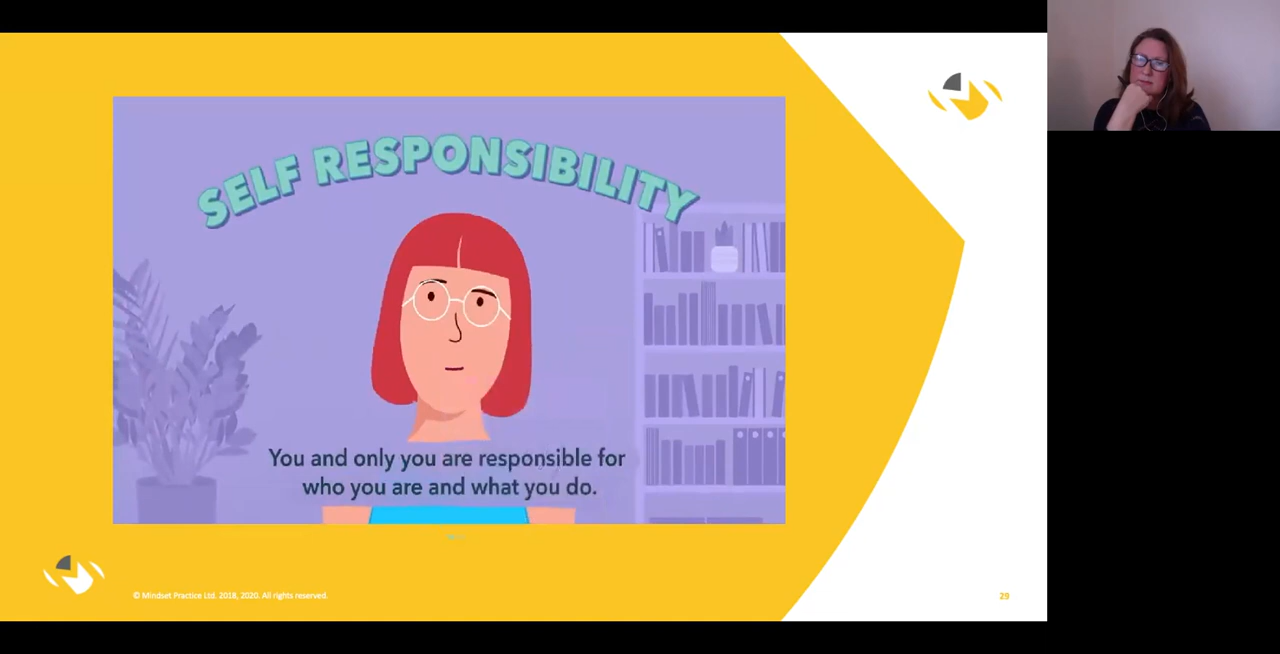 SELF RESPONSIBILITY
You and only you are responsible for
who you are and what you do.
© Mindset Practice Ltd. 2018, 2020. All rights reserved.
29